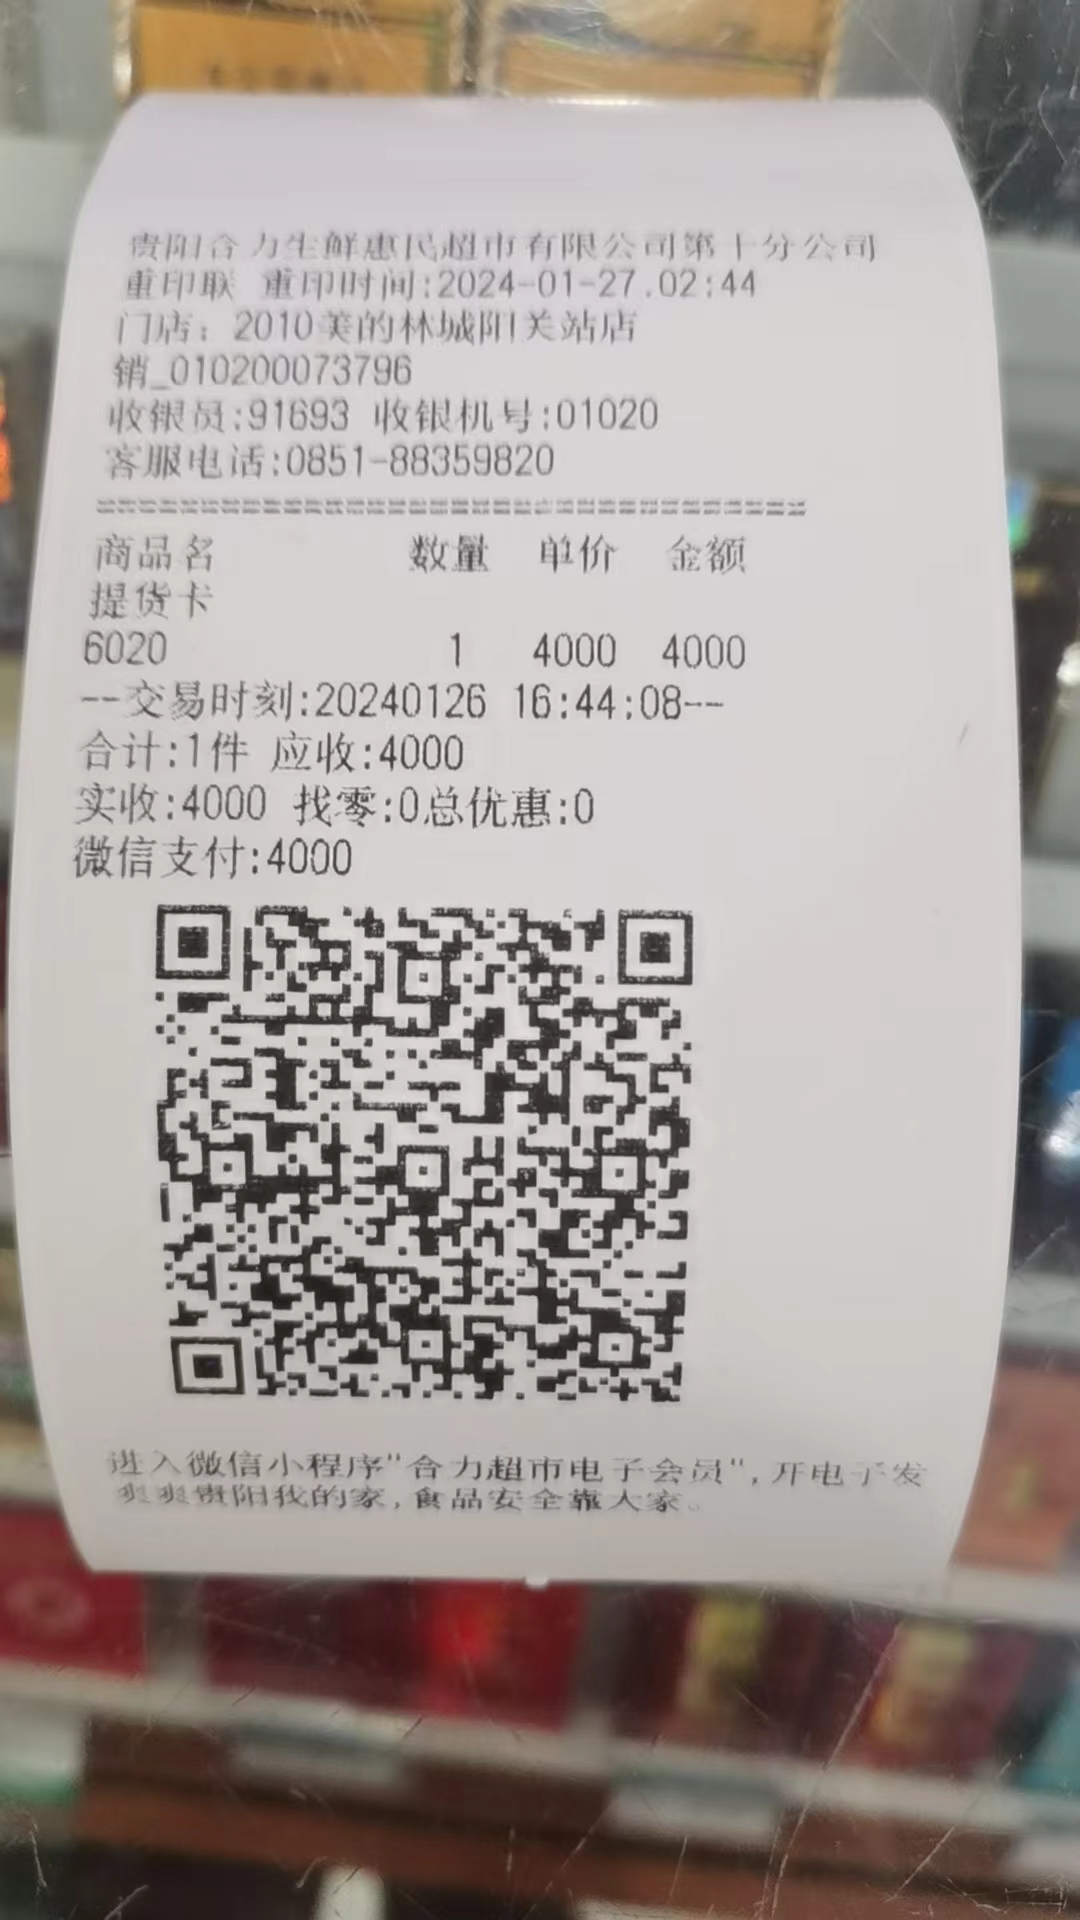 贵阳合力生鲜惠民超市有限公司第十分公司
重印联 重印时间:2024-01-27.02:44
门店：2010美的林城阳关站店
销_010200073796
收银员:91693 收银机号:01020
客服电话:0851-88359820
================================
商品名 数量 单价 金额
提货卡
6020 1 4000 4000
--交易时刻:20240126 16:44:08--
合计:1件 应收:4000
实收:4000 找零:0总优惠:0
微信支付:4000
进入微信小程序"合力超市电子会员",开电子发
爽爽贵阳我的家,食品安全靠大家。